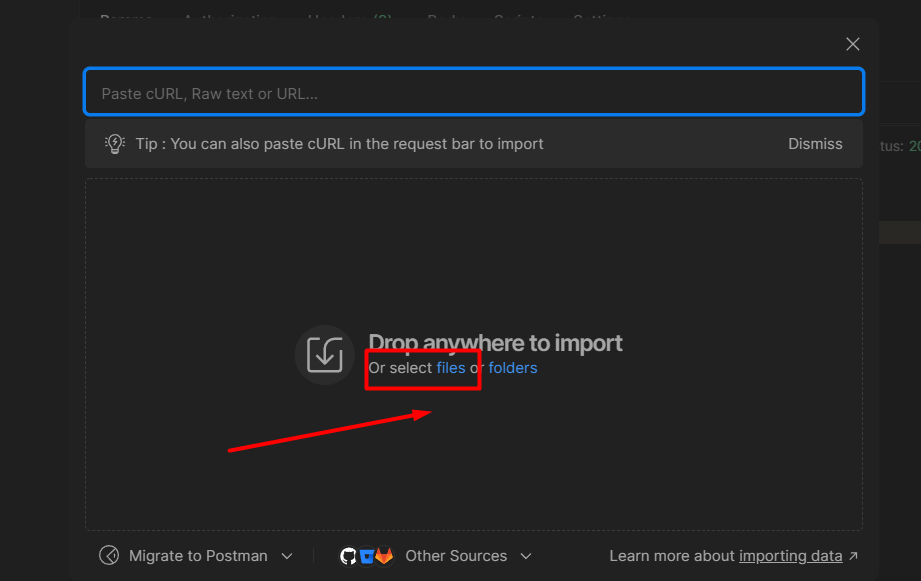 Paste cURL, Raw text or URL...
Tip : You can also paste cURL in the request bar to import
Dismiss
tus: 20
Drop anywhere to import
Or select files or folders
Migrate to Postman
Other Sources
Learn more about importing data ↗